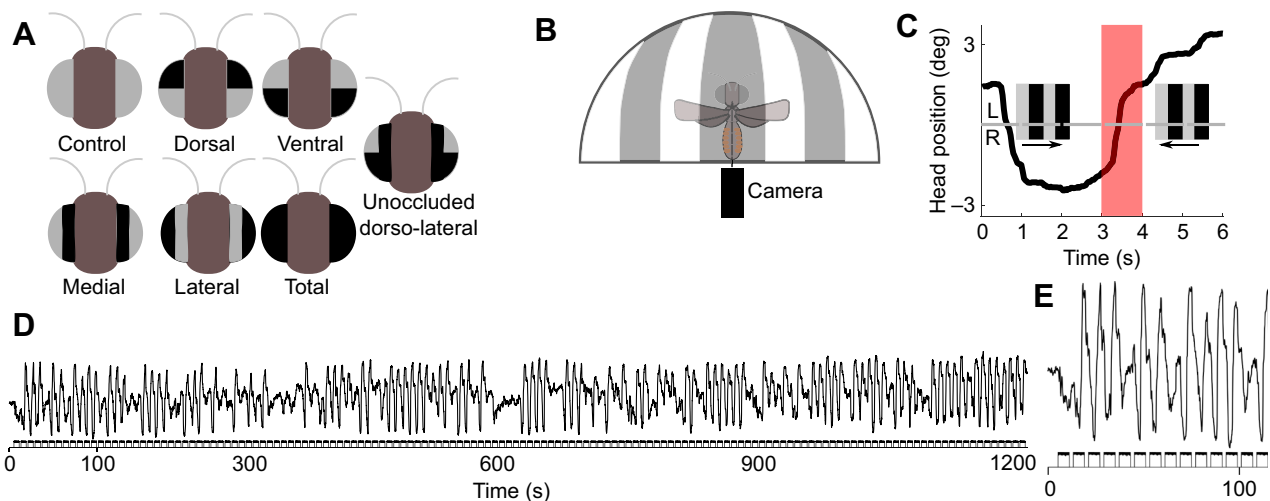 A
Control
Dorsal
Ventral
Medial
Lateral
Total
Unoccluded
dorso-lateral
B
Camera
C
Head position (deg)
3
L
R
–3
0 1 2 3 4 5 6
Time (s)
D
0 100 300 600 900 1200
Time (s)
E
0 100